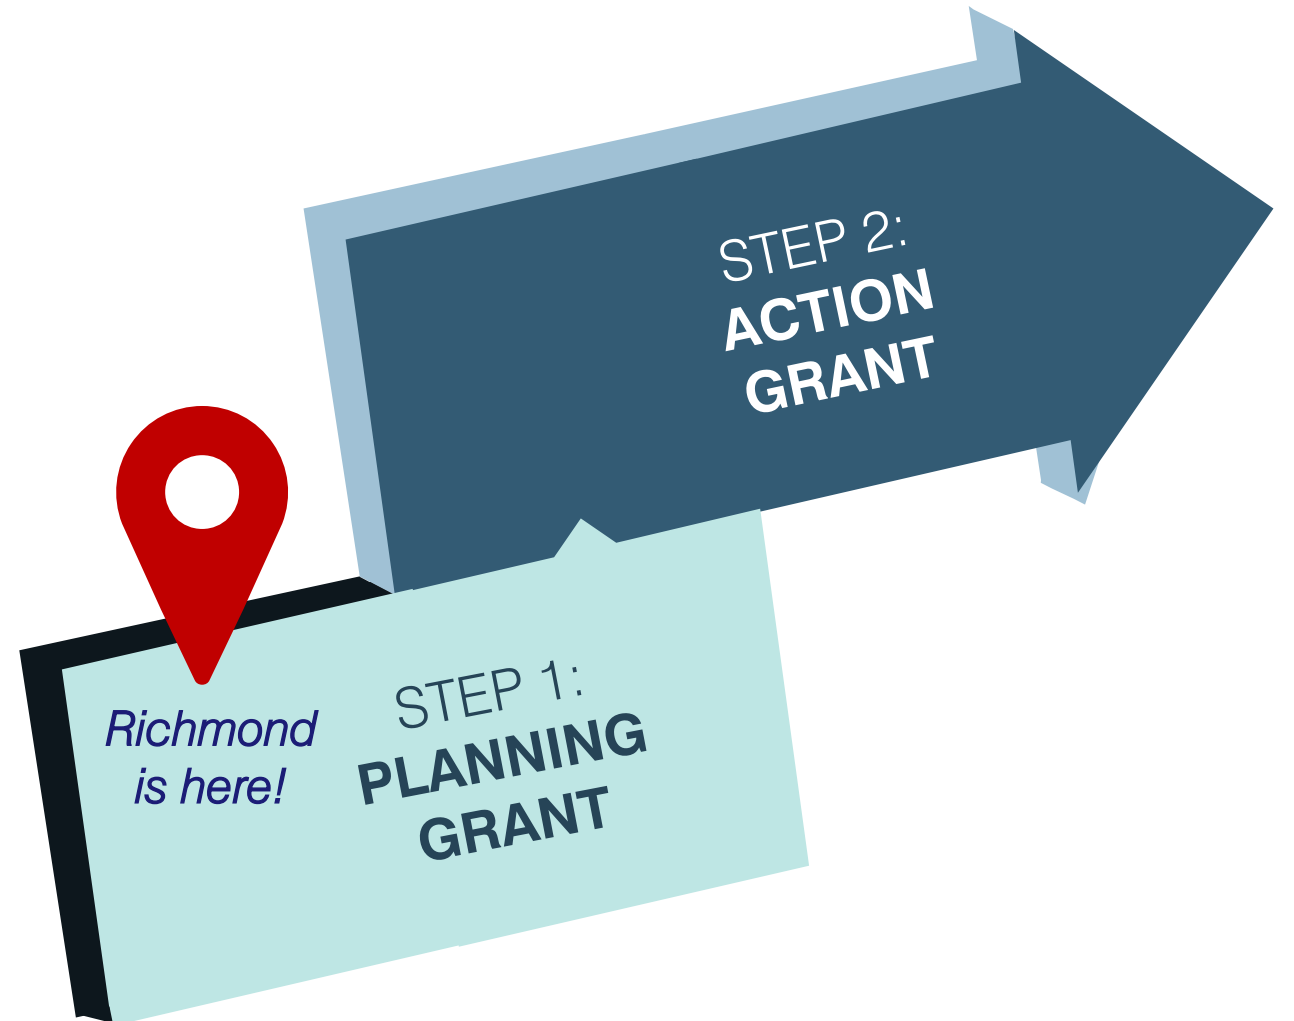 STEP 2:
ACTION
GRANT
Richmond
is here!
STEP 1:
PLANNING
GRANT